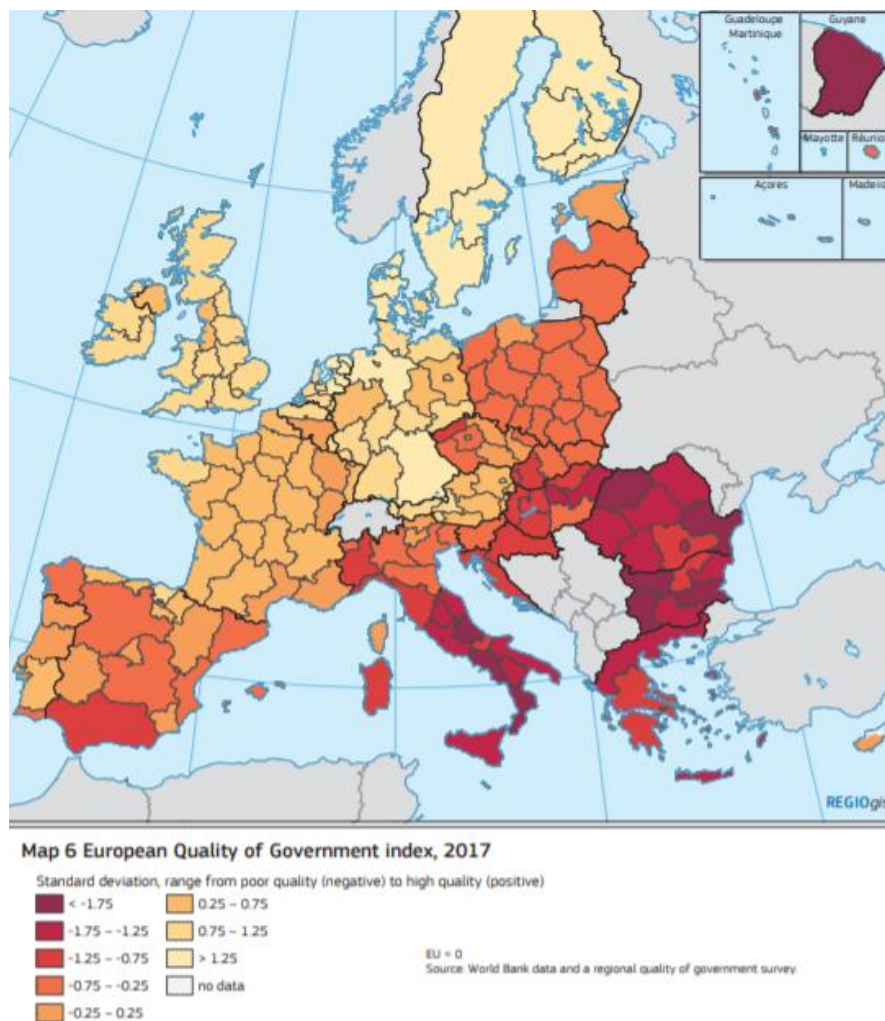 Guadeloupe
Martinique
Guyane
Mayotte
Réunio
Açores
Madei
REGIOgis
Map 6 European Quality of Government index, 2017
Standard deviation, range from poor quality (negative) to high quality (positive)
< -1.75
-1.75 – -1.25
-1.25 – -0.75
-0.75 – -0.25
-0.25 – 0.25
0.25 – 0.75
0.75 – 1.25
> 1.25
no data
EU = 0
Source: World Bank data and a regional quality of government survey.